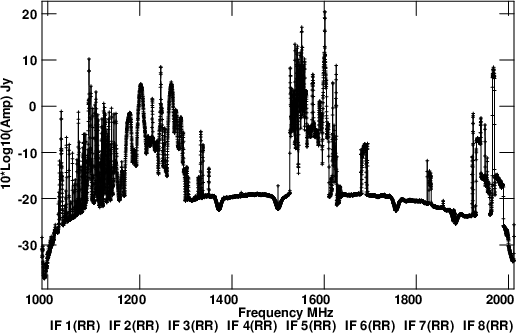 20
10
0
-10
-20
-30
10*Log10(Amp) Jy
1000 1200 1400 1600 1800 2000
Frequency MHz
IF 1(RR) IF 2(RR) IF 3(RR) IF 4(RR) IF 5(RR) IF 6(RR) IF 7(RR) IF 8(RR)